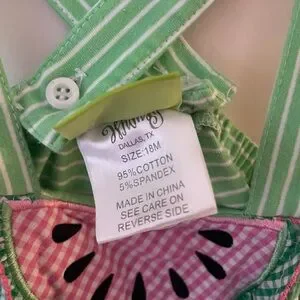 DALLAS, TX
SIZE: 18M
95% COTTON
5% SPANDEX
MADE IN CHINA
SEE CARE ON
REVERSE SIDE